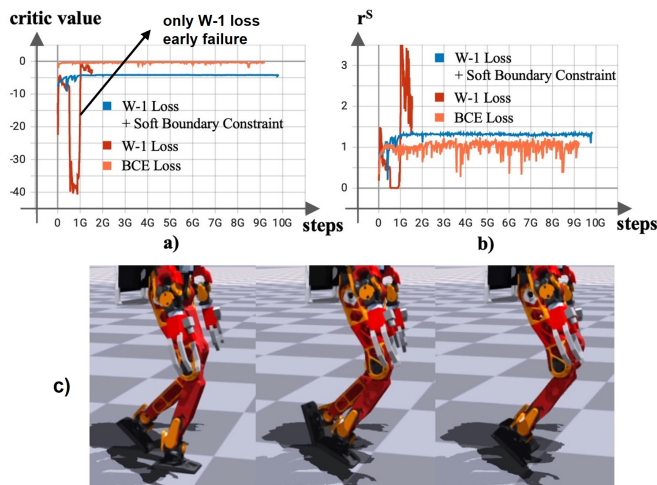 critic value
only W-1 loss
early failure
0
-10
-20
-30
-40
W-1 Loss
+ Soft Boundary Constraint
W-1 Loss
BCE Loss
0 1G 2G 3G 4G 5G 6G 7G 8G 9G 10G
steps
a)
r^S
3
2
1
0
W-1 Loss
+ Soft Boundary Constraint
W-1 Loss
BCE Loss
0 1G 2G 3G 4G 5G 6G 7G 8G 9G 10G
steps
b)
c)